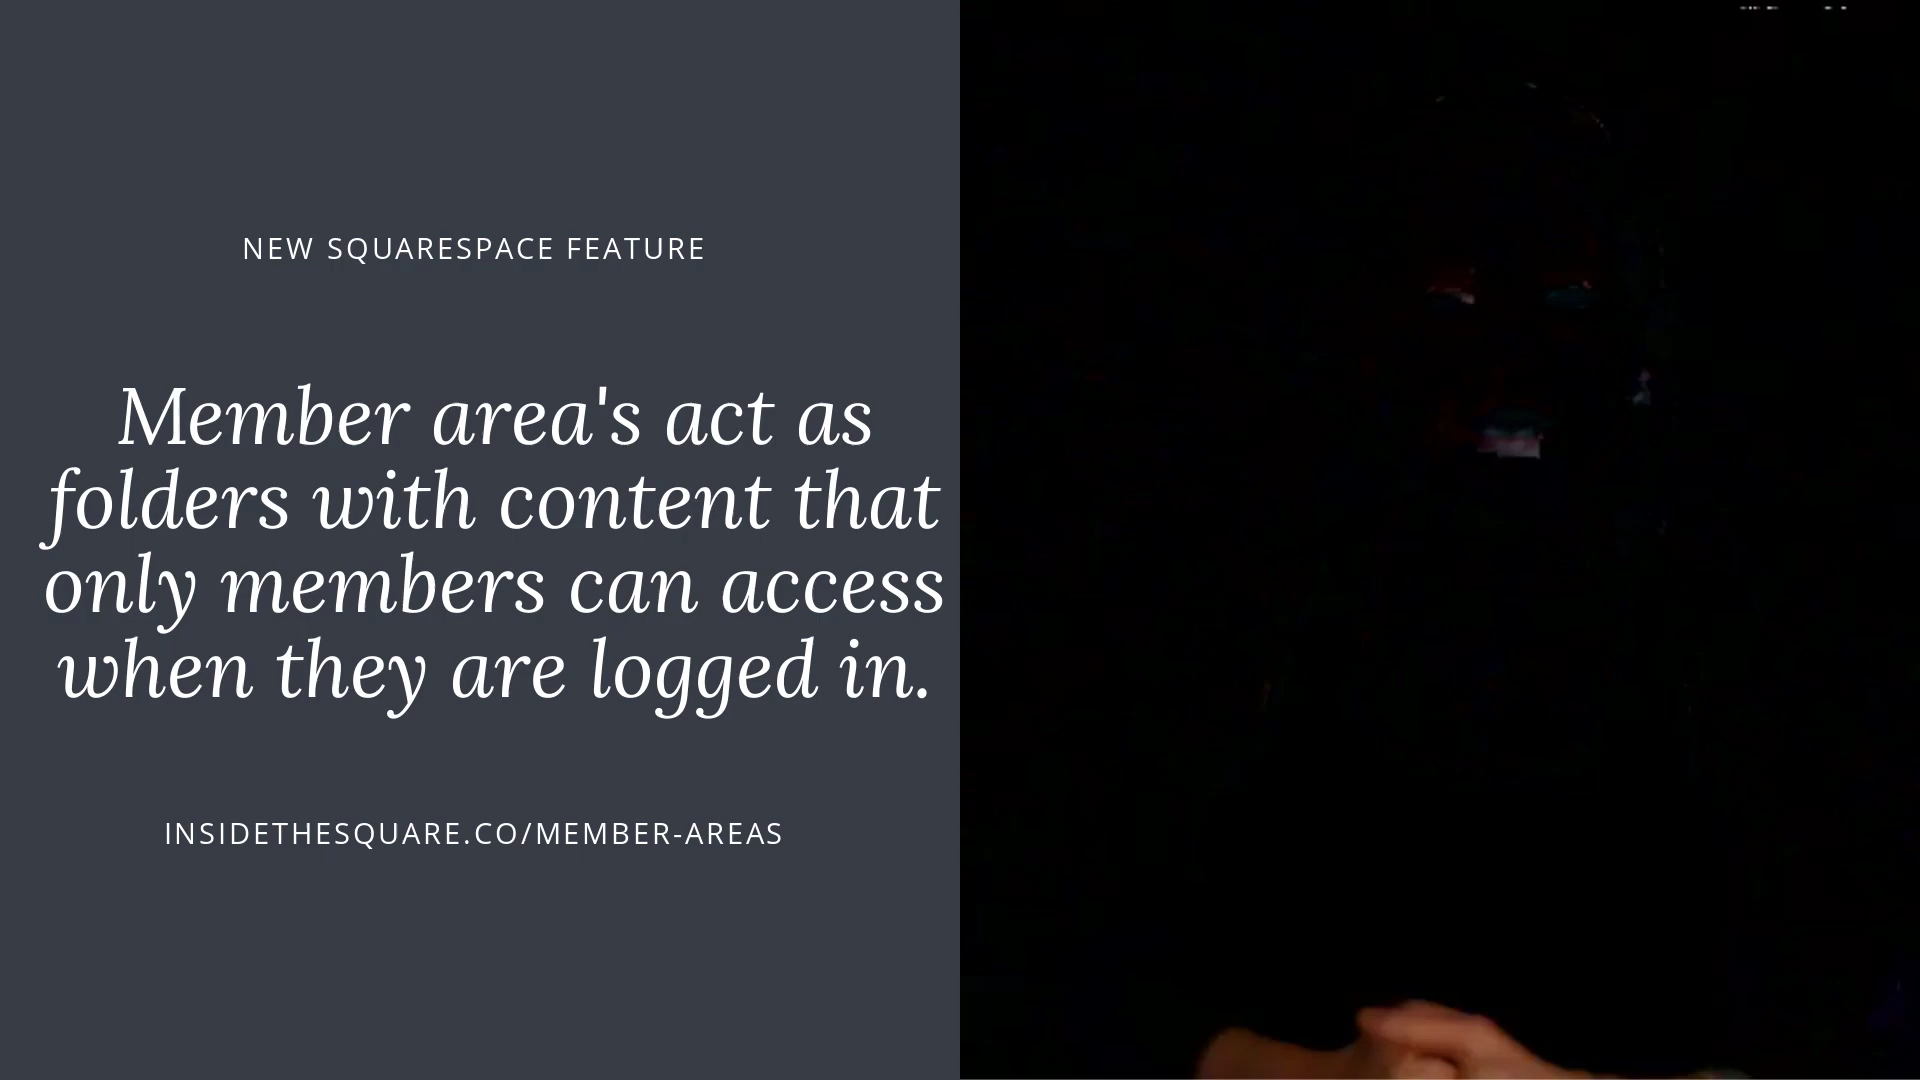 NEW SQUARESPACE FEATURE
Member area's act as
folders with content that
only members can access
when they are logged in.
INSIDETHESQUARE.CO/MEMBER-AREAS